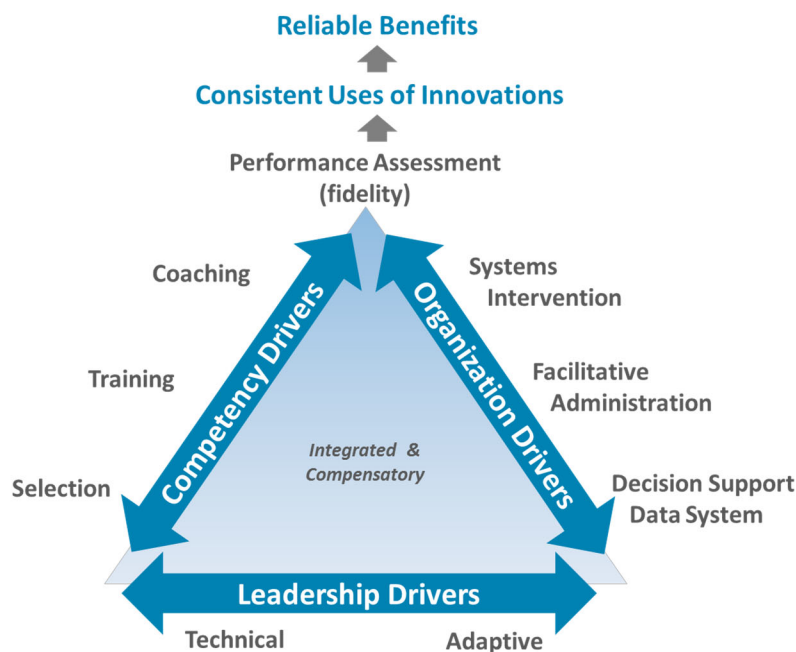 Reliable Benefits
Consistent Uses of Innovations
Performance Assessment
(fidelity)
Coaching
Systems
Intervention
Training
Facilitative
Administration
Competency Drivers
Organization Drivers
Integrated &
Compensatory
Selection
Decision Support
Data System
Leadership Drivers
Technical
Adaptive